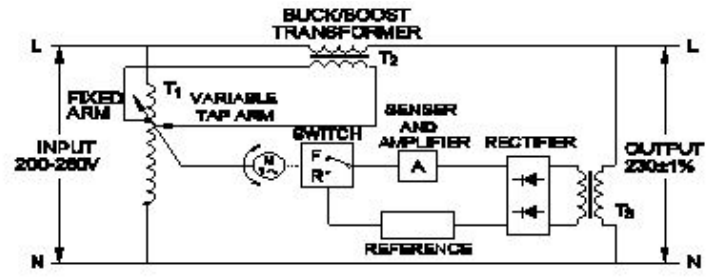 BUCK/BOOST
TRANSFORMER
L
L
T2
T1
FIXED
ARM
VARIABLE
TAP ARM
SENSER
AND
AMPLIFIER
SWITCH
RECTIFIER
INPUT
200-260V
F
R
M
A
OUTPUT
230±1%
T3
REFERENCE
N
N